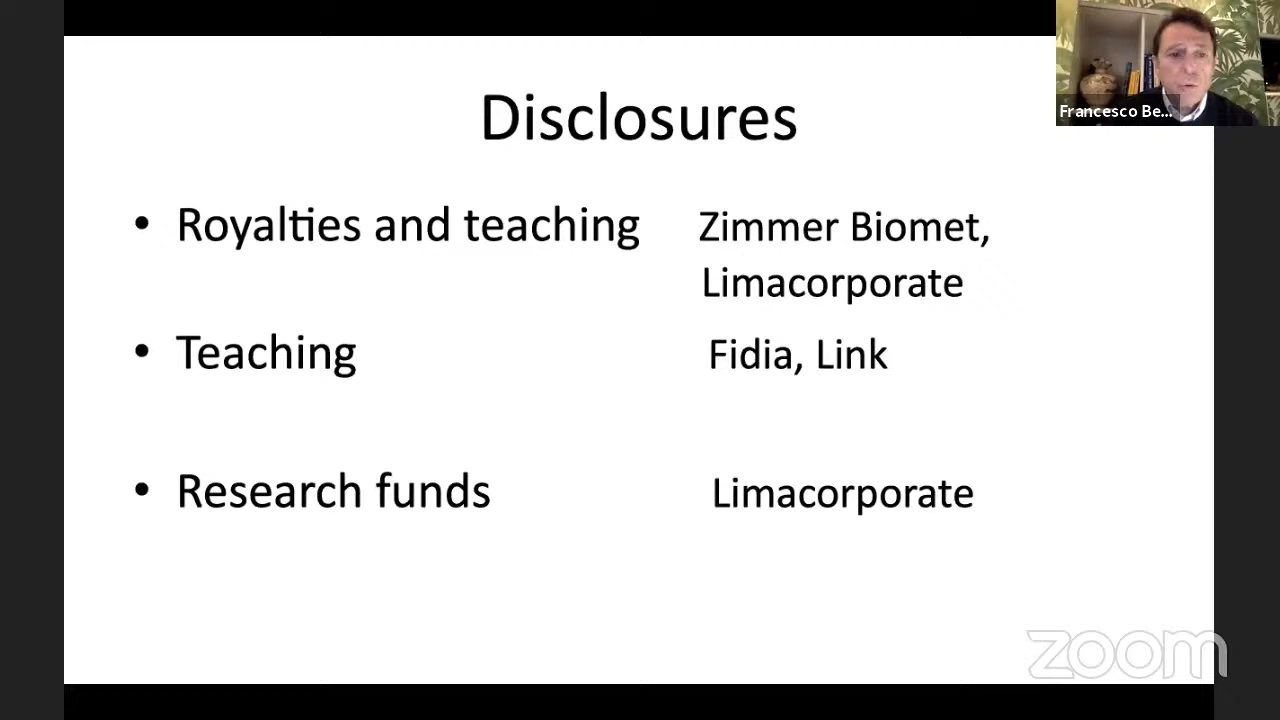 Disclosures
Francesco Be...
• Royalties and teaching Zimmer Biomet,
Limacorporate
• Teaching Fidia, Link
• Research funds Limacorporate
zoom